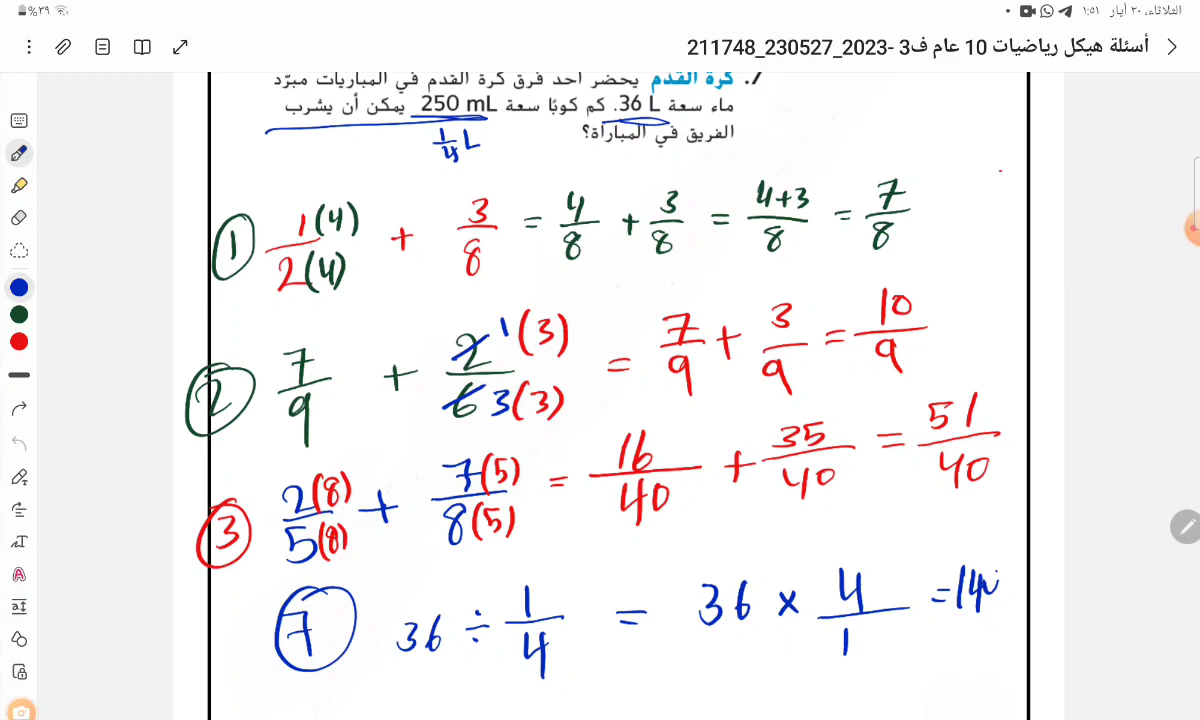 الثلاثاء، ٣٠ أيار ١:٥١ ٣٩%
أسئلة هيكل رياضيات 10 عام ف3 -2023_230527_211748
7. كرة القدم يحضر أحد فرق كرة القدم في المباريات مبرّد
ماء سعة 36 L. كم كوبًا سعة 250 mL يمكن أن يشرب
الفريق في المباراة؟
1/4 L
① 1(4)/2(4) + 3/8 = 4/8 + 3/8 = 4+3/8 = 7/8
② 7/9 + 2 1(3)/6 3(3) = 7/9 + 3/9 = 10/9
③ 2(8)/5(8) + 7(5)/8(5) = 16/40 + 35/40 = 51/40
⑦ 36 ÷ 1/4 = 36 × 4/1 = 14